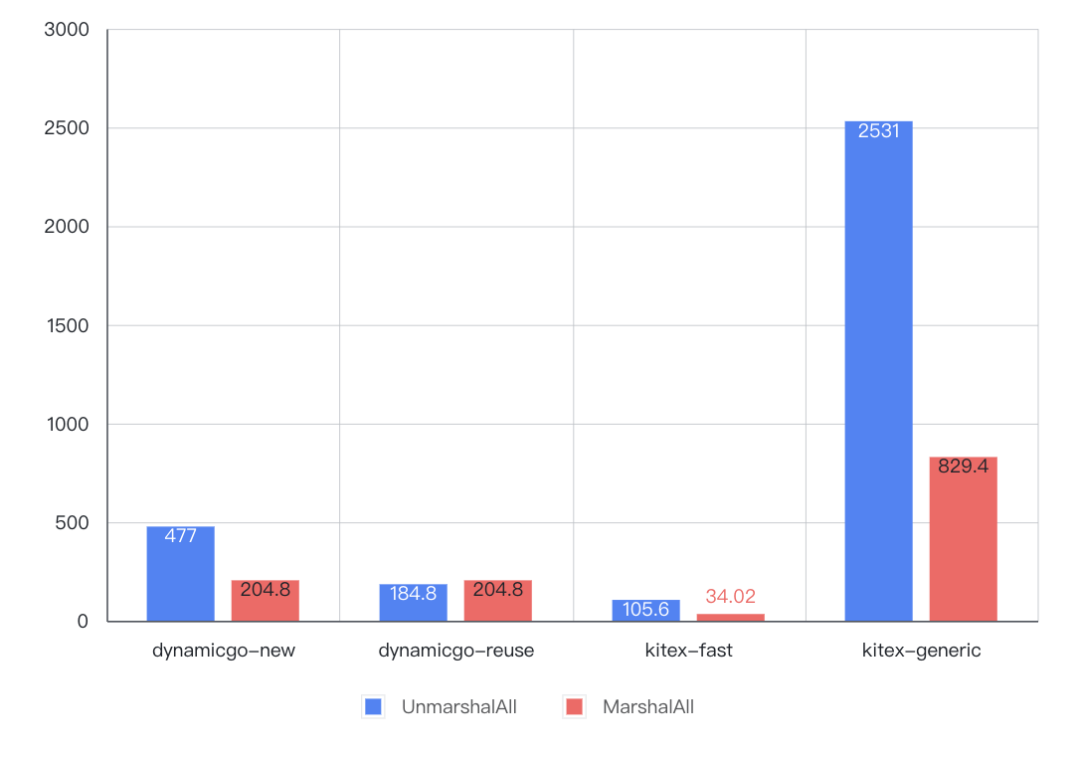 3000
2500
2000
1500
1000
500
0
477
204.8
184.8
204.8
105.6
34.02
2531
829.4
dynamicgo-new
dynamicgo-reuse
kitex-fast
kitex-generic
UnmarshalAll
MarshalAll